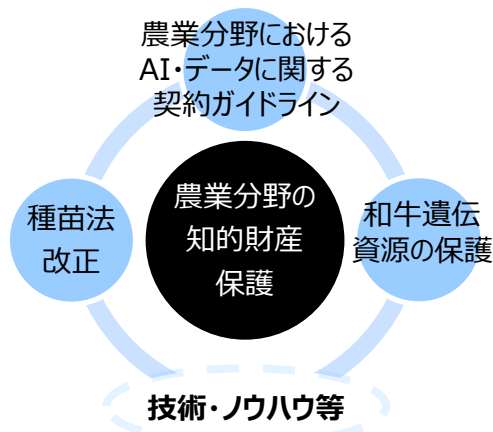 農業分野における
AI・データに関する
契約ガイドライン
農業分野の
知的財産
保護
種苗法
改正
和牛遺伝
資源の保護
技術・ノウハウ等